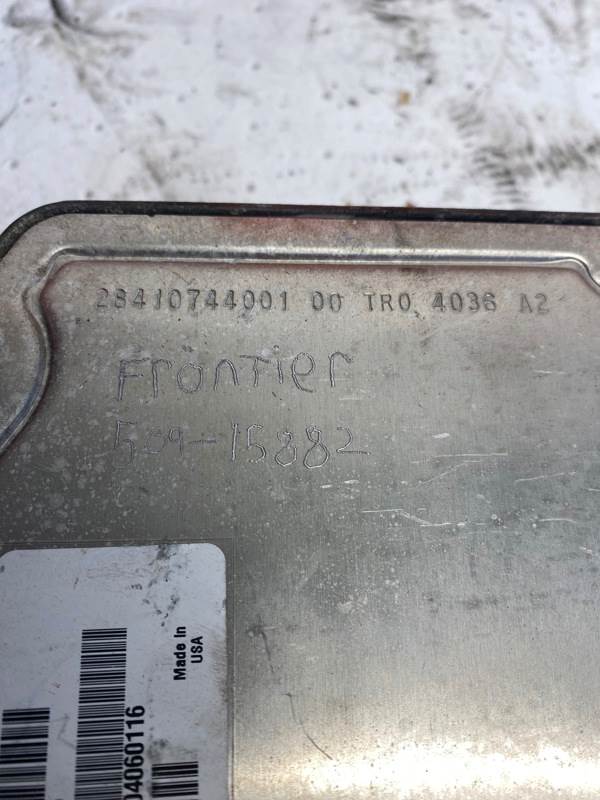 28410744001 00 TR0 4036 A2
Frontier
509-15882
Made In
USA
04060116